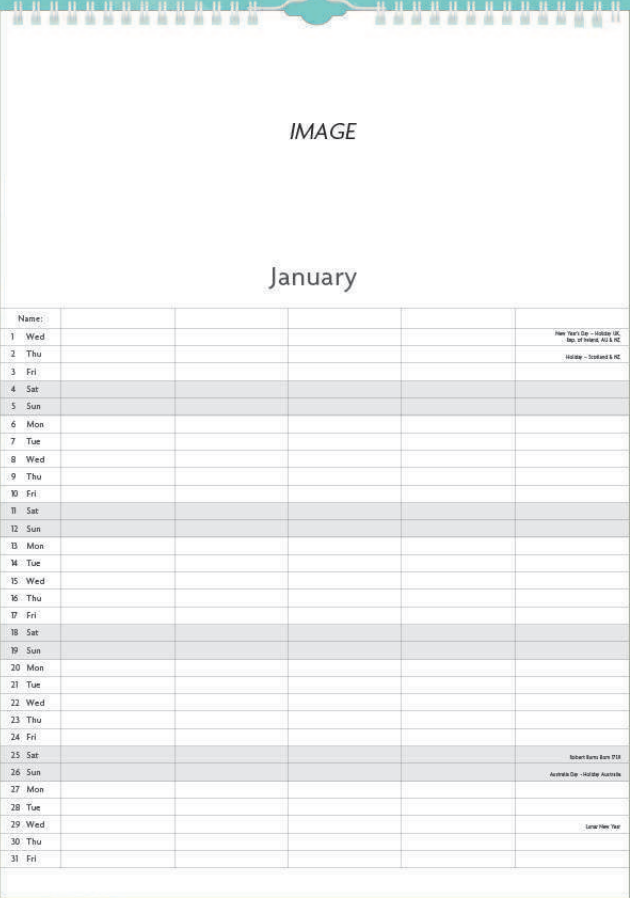 IMAGE
January
Name:
1 Wed New Year's Day – Holiday UK,
Rep. of Ireland, AU & NZ
2 Thu Holiday – Scotland & NZ
3 Fri
4 Sat
5 Sun
6 Mon
7 Tue
8 Wed
9 Thu
10 Fri
11 Sat
12 Sun
13 Mon
14 Tue
15 Wed
16 Thu
17 Fri
18 Sat
19 Sun
20 Mon
21 Tue
22 Wed
23 Thu
24 Fri
25 Sat Robert Burns Born
26 Sun Australia Day - Holiday Australia
27 Mon
28 Tue
29 Wed Lunar New Year
30 Thu
31 Fri